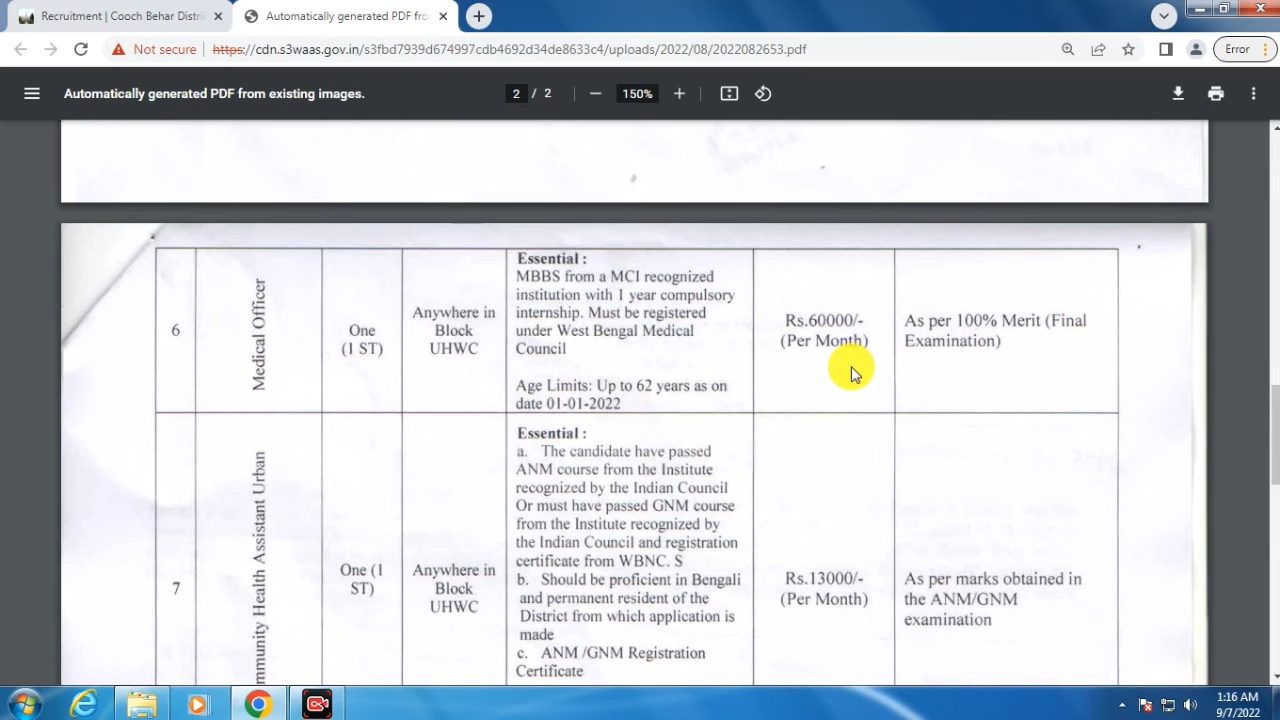 Recruitment | Cooch Behar Distri
Automatically generated PDF fro
Not secure
https://cdn.s3waas.gov.in/s3fbd7939d674997cdb4692d34de8633c4/uploads/2022/08/2022082653.pdf
Error
Automatically generated PDF from existing images.
2 / 2
150%
6
Medical Officer
One
(1 ST)
Anywhere in
Block
UHWC
Essential :
MBBS from a MCI recognized
institution with 1 year compulsory
internship. Must be registered
under West Bengal Medical
Council
Age Limits: Up to 62 years as on
date 01-01-2022
Rs.60000/-
(Per Month)
As per 100% Merit (Final
Examination)
7
mmunity Health Assistant Urban
One (1
ST)
Anywhere in
Block
UHWC
Essential :
a. The candidate have passed
ANM course from the Institute
recognized by the Indian Council
Or must have passed GNM course
from the Institute recognized by
the Indian Council and registration
certificate from WBNC. S
b. Should be proficient in Bengali
and permanent resident of the
District from which application is
made
c. ANM /GNM Registration
Certificate
Rs.13000/-
(Per Month)
As per marks obtained in
the ANM/GNM
examination
1:16 AM
9/7/2022